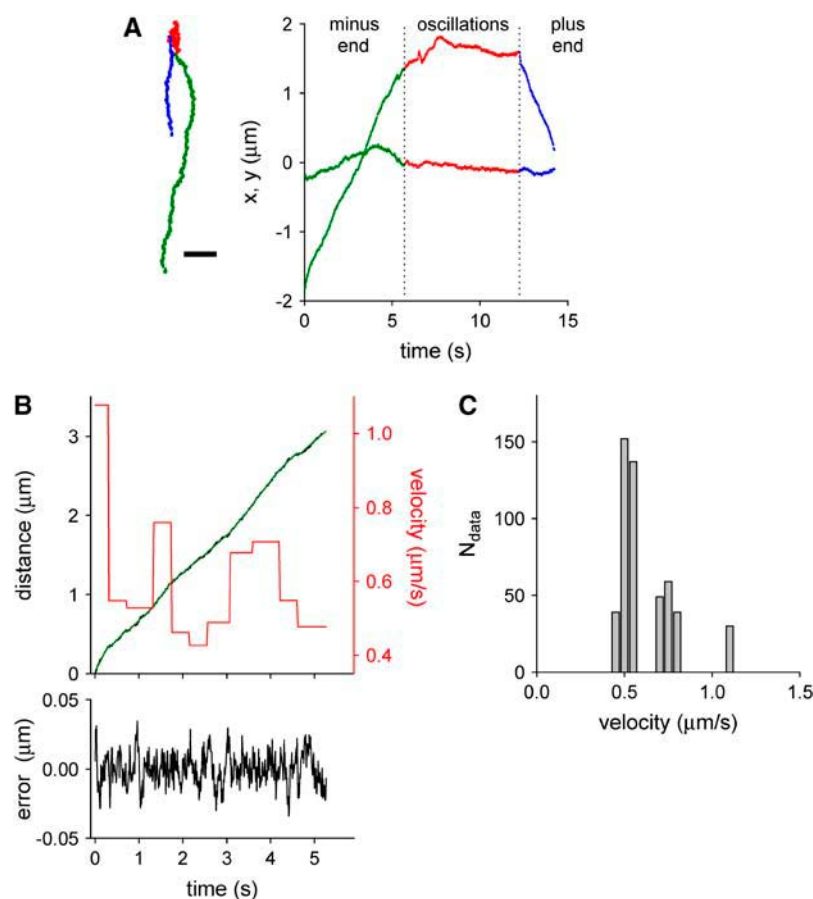 A
minus end
oscillations
plus end
2
1
0
-1
-2
x, y (μm)
0
5
10
15
time (s)
B
3
2
1
0
distance (μm)
1.0
0.8
0.6
0.4
velocity (μm/s)
0.05
0.00
-0.05
error (μm)
0
1
2
3
4
5
time (s)
C
150
100
50
0
Ndata
0.0
0.5
1.0
1.5
velocity (μm/s)